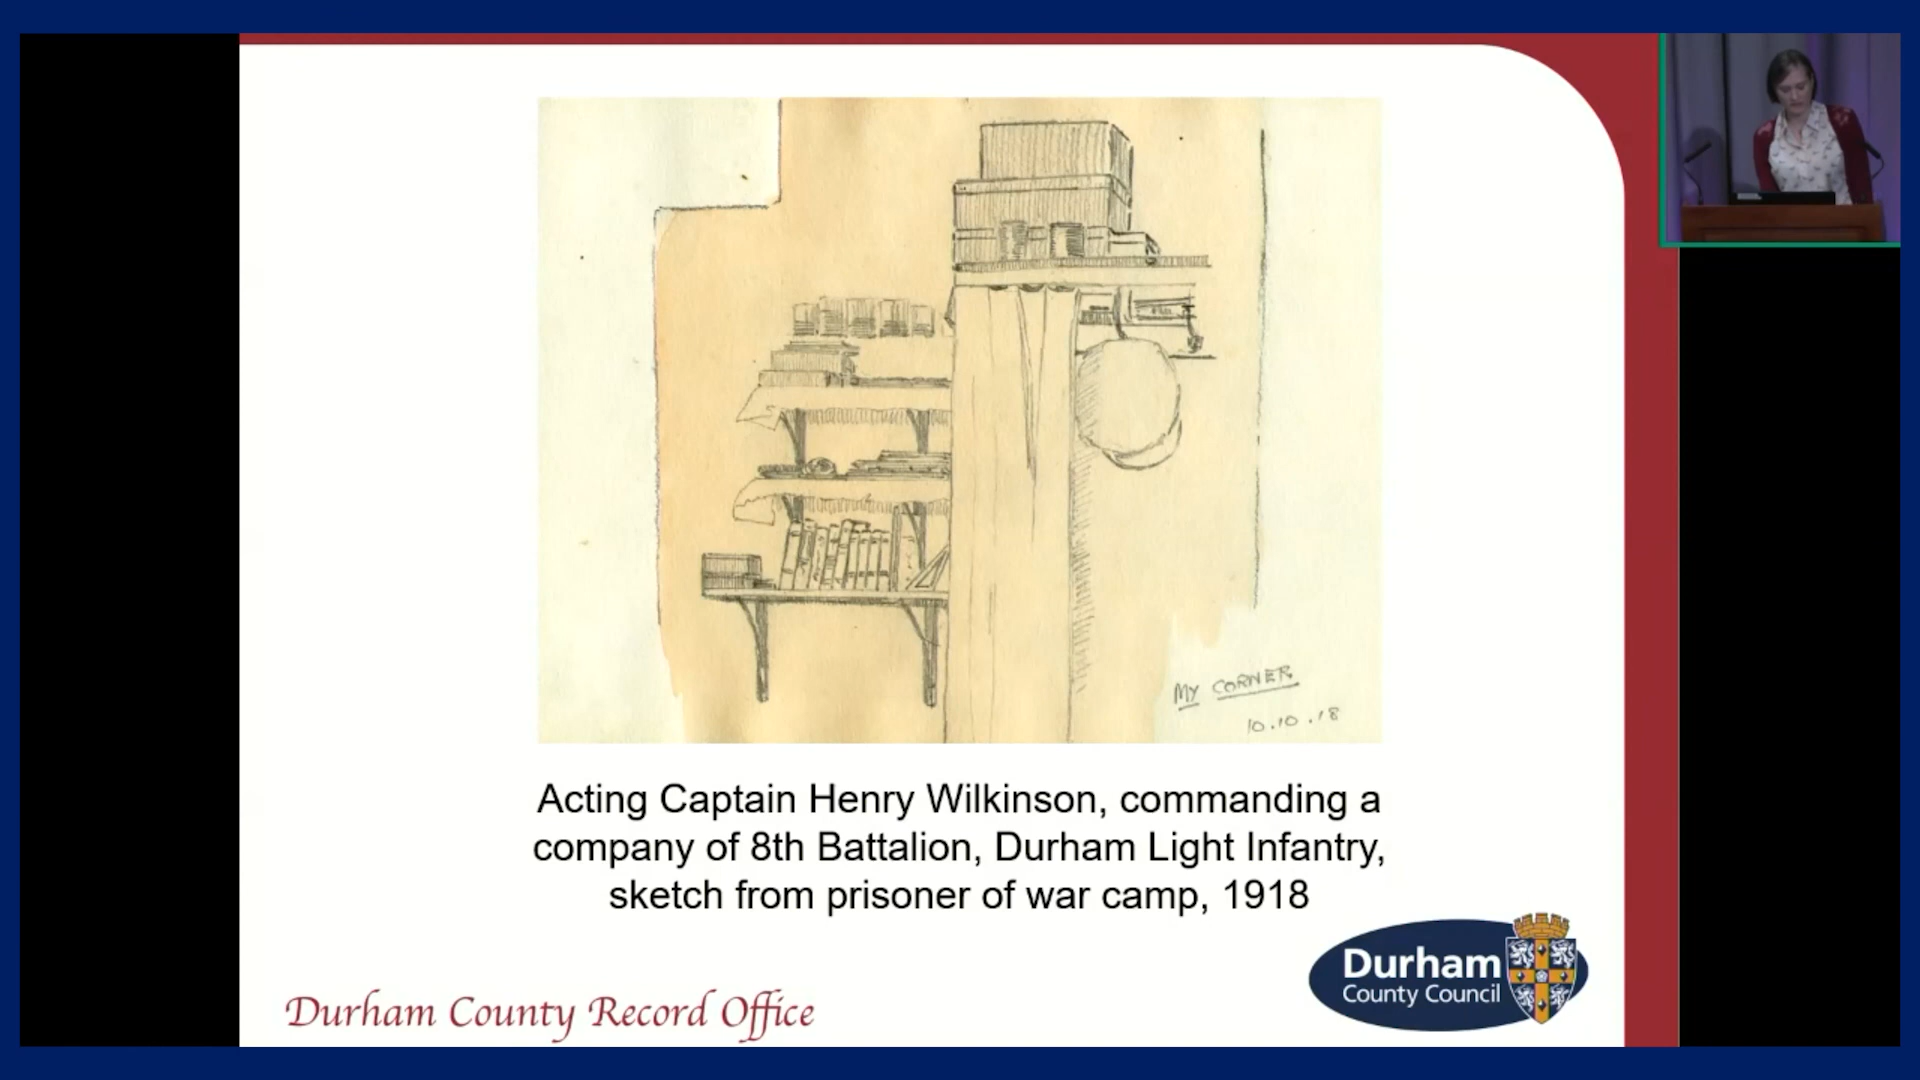 MY CORNER
10.10.18
Acting Captain Henry Wilkinson, commanding a
company of 8th Battalion, Durham Light Infantry,
sketch from prisoner of war camp, 1918
Durham County Record Office
Durham
County Council